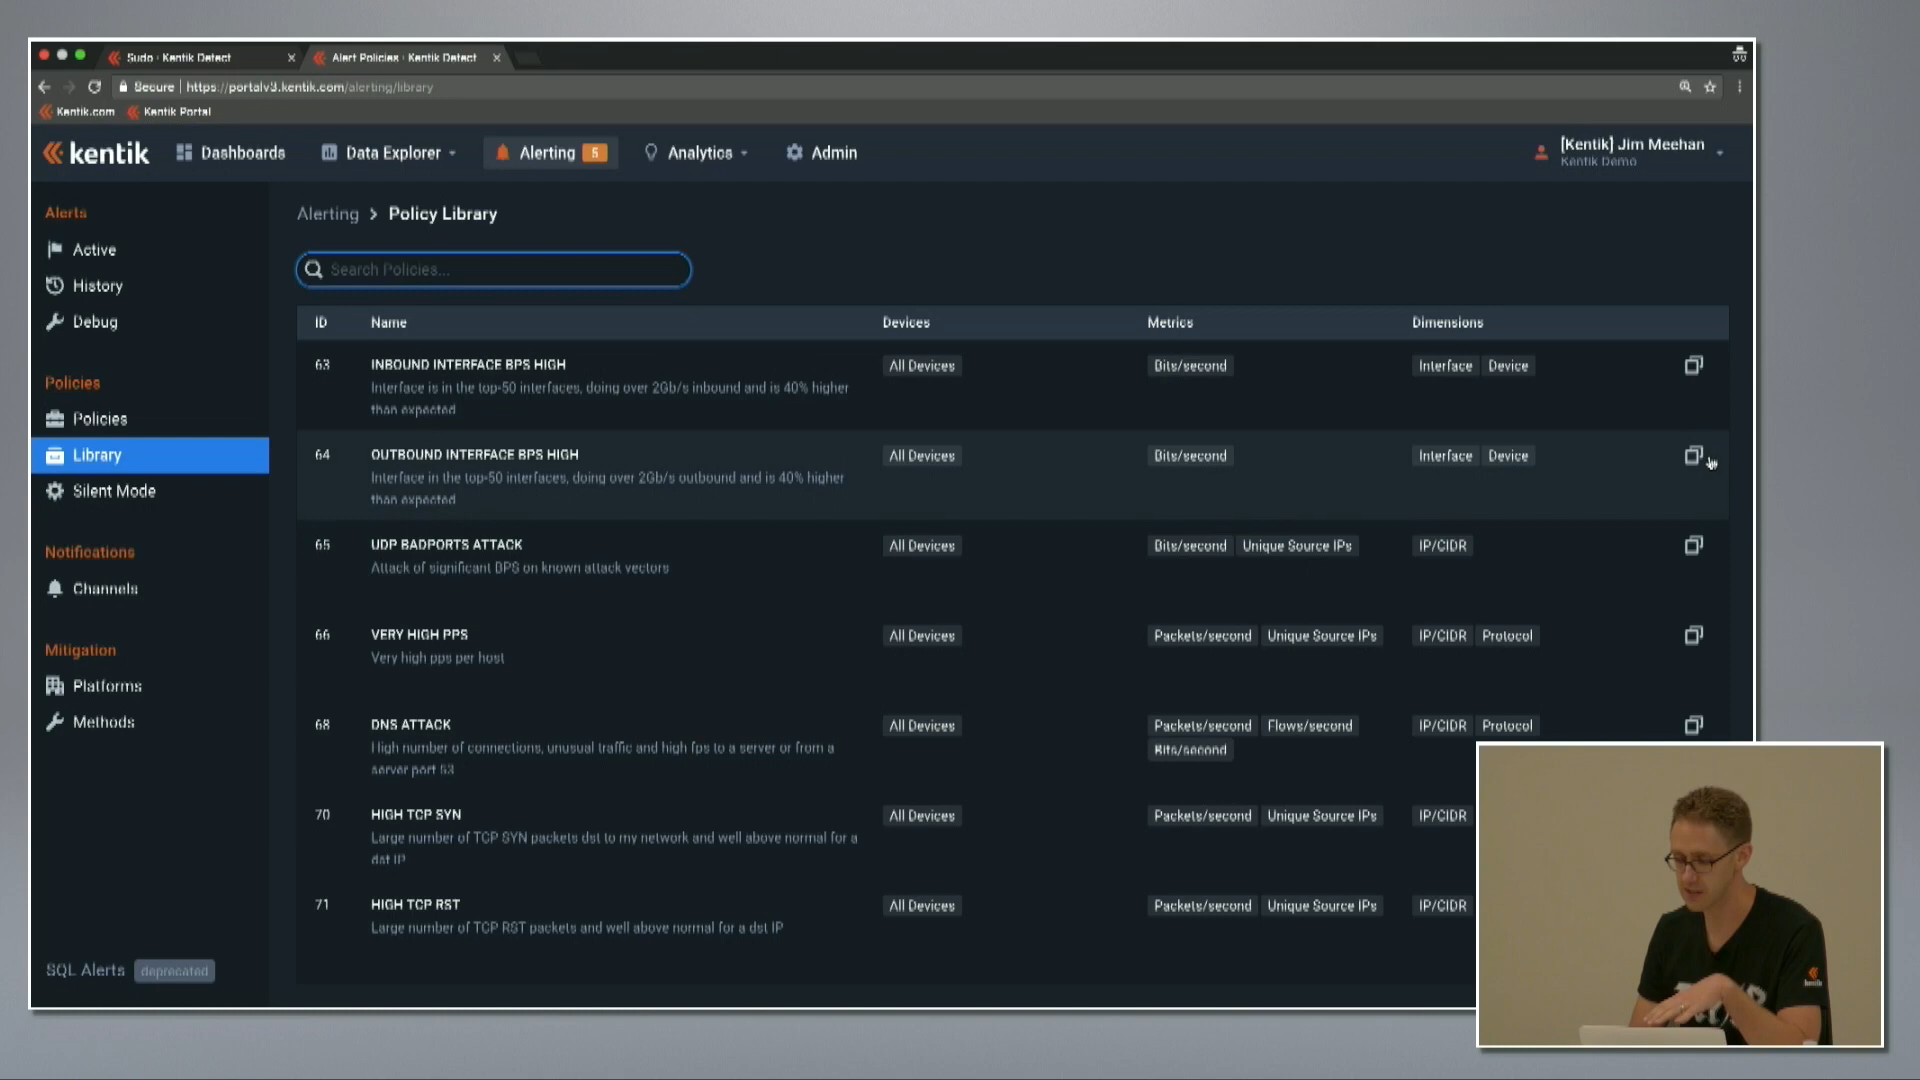 Sudo · Kentik Detect
Alert Policies · Kentik Detect
Secure | https://portalv3.kentik.com/alerting/library
Kentik.com
Kentik Portal
kentik
Dashboards
Data Explorer
Alerting 5
Analytics
Admin
[Kentik] Jim Meehan
Kentik Demo
Alerts
Active
History
Debug
Policies
Policies
Library
Silent Mode
Notifications
Channels
Mitigation
Platforms
Methods
SQL Alerts deprecated
Alerting > Policy Library
Search Policies...
ID Name Devices Metrics Dimensions
63 INBOUND INTERFACE BPS HIGH All Devices Bits/second Interface Device
Interface is in the top-50 interfaces, doing over 2Gb/s inbound and is 40% higher
than expected
64 OUTBOUND INTERFACE BPS HIGH All Devices Bits/second Interface Device
Interface in the top-50 interfaces, doing over 2Gb/s outbound and is 40% higher
than expected
65 UDP BADPORTS ATTACK All Devices Bits/second Unique Source IPs IP/CIDR
Attack of significant BPS on known attack vectors
66 VERY HIGH PPS All Devices Packets/second Unique Source IPs IP/CIDR Protocol
Very high pps per host
68 DNS ATTACK All Devices Packets/second Flows/second IP/CIDR Protocol
High number of connections, unusual traffic and high fps to a server or from a
Bits/second
server port 53
70 HIGH TCP SYN All Devices Packets/second Unique Source IPs IP/CIDR
Large number of TCP SYN packets dst to my network and well above normal for a
dst IP
71 HIGH TCP RST All Devices Packets/second Unique Source IPs IP/CIDR
Large number of TCP RST packets and well above normal for a dst IP
kentik